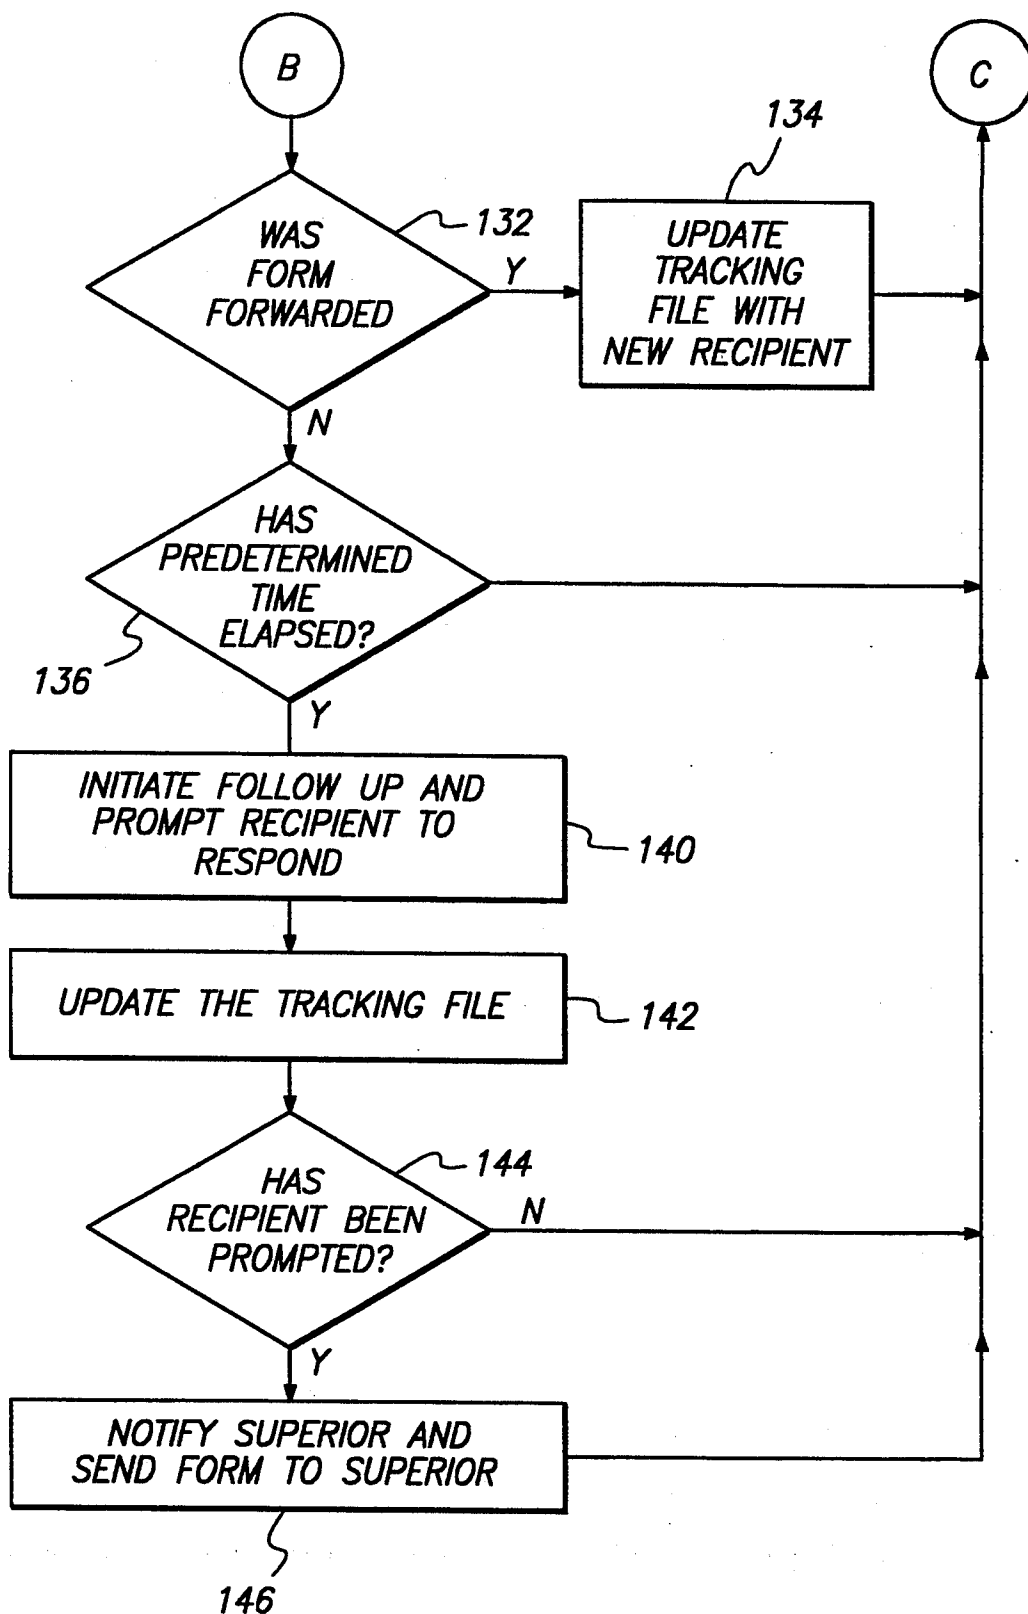 B
C
134
WAS
FORM
FORWARDED
132
Y
UPDATE
TRACKING
FILE WITH
NEW RECIPIENT
N
HAS
PREDETERMINED
TIME
ELAPSED?
136
Y
INITIATE FOLLOW UP AND
PROMPT RECIPIENT TO
RESPOND
140
UPDATE THE TRACKING FILE
142
HAS
RECIPIENT BEEN
PROMPTED?
144
N
Y
NOTIFY SUPERIOR AND
SEND FORM TO SUPERIOR
146